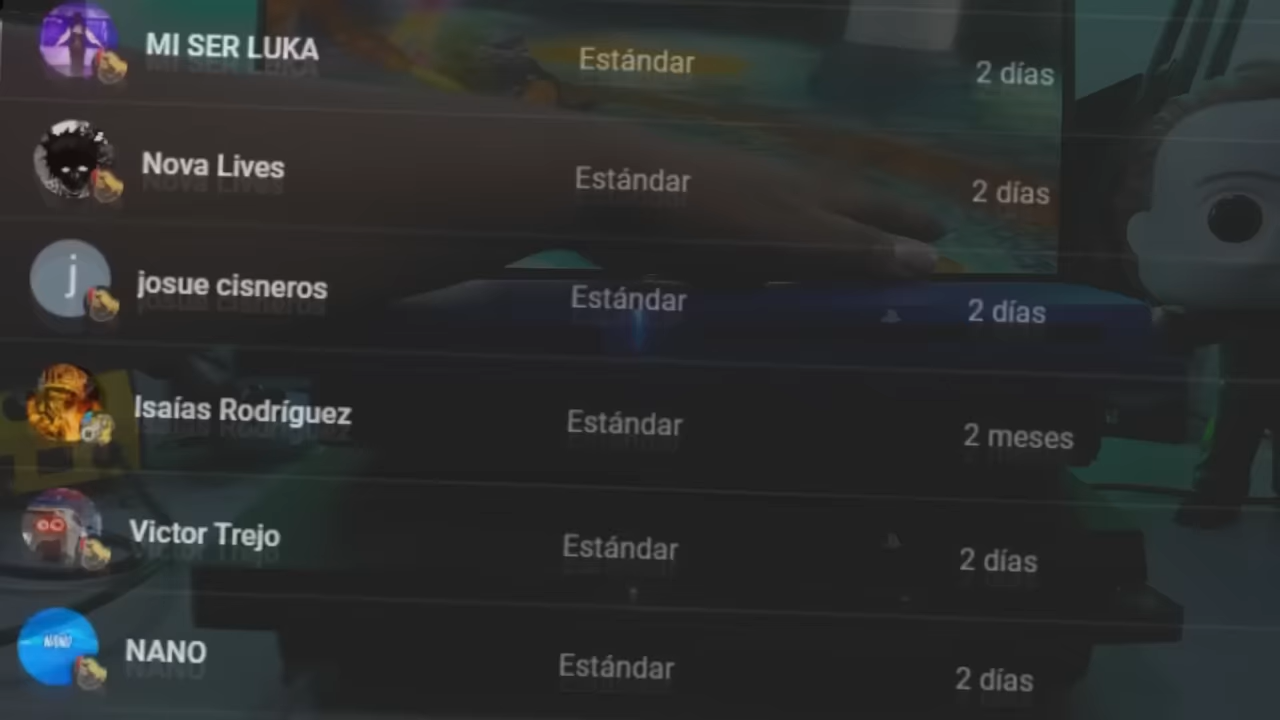 MI SER LUKA Estándar 2 días
Nova Lives Estándar 2 días
j josue cisneros Estándar 2 días
Isaías Rodríguez Estándar 2 meses
Victor Trejo Estándar 2 días
NANO NANO Estándar 2 días